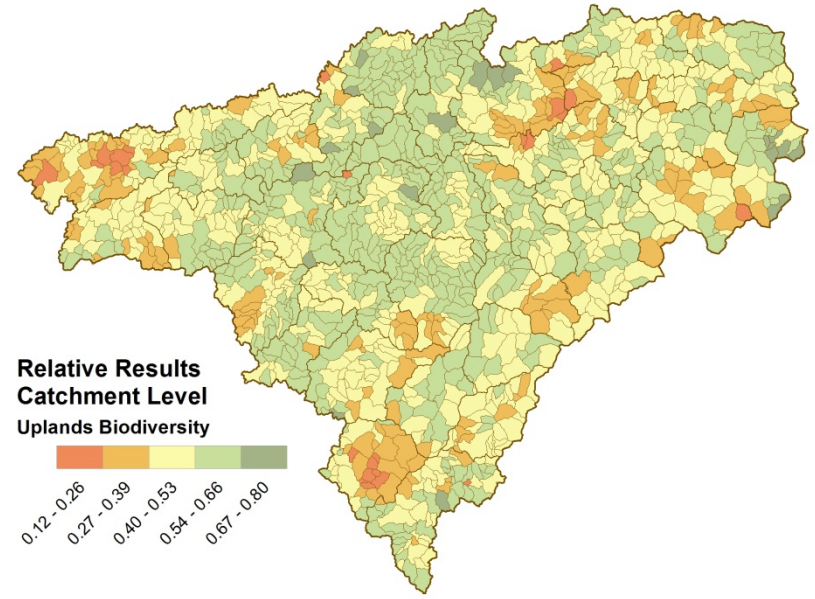 Relative Results
Catchment Level
Uplands Biodiversity
0.12 - 0.26
0.27 - 0.39
0.40 - 0.53
0.54 - 0.66
0.67 - 0.80